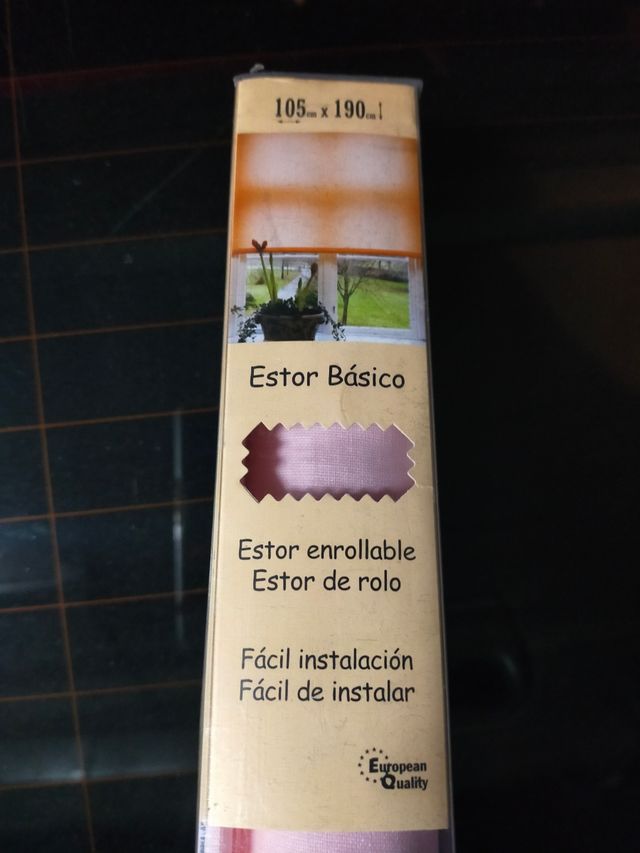 105cm x 190cm
Estor Básico
Estor enrollable
Estor de rolo
Fácil instalación
Fácil de instalar
European
Quality